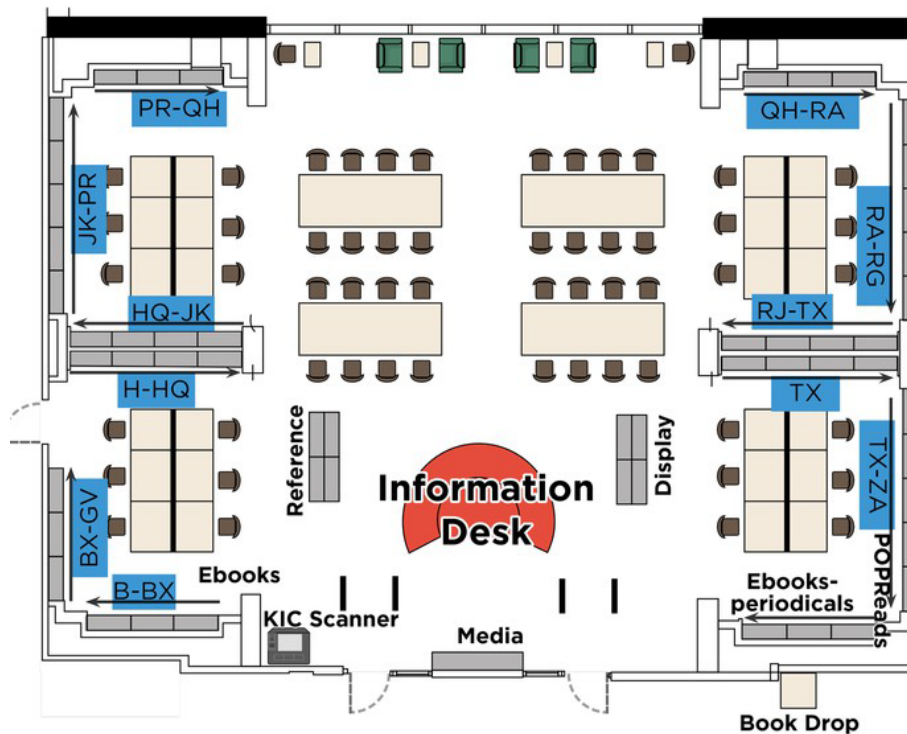 PR-QH
QH-RA
JK-PR
RA-RG
HQ-JK
RJ-TX
H-HQ
TX
Reference
Display
Information
Desk
TX-ZA
BX-GV
POPReads
Ebooks
B-BX
Ebooks-
periodicals
KIC Scanner
Media
Book Drop